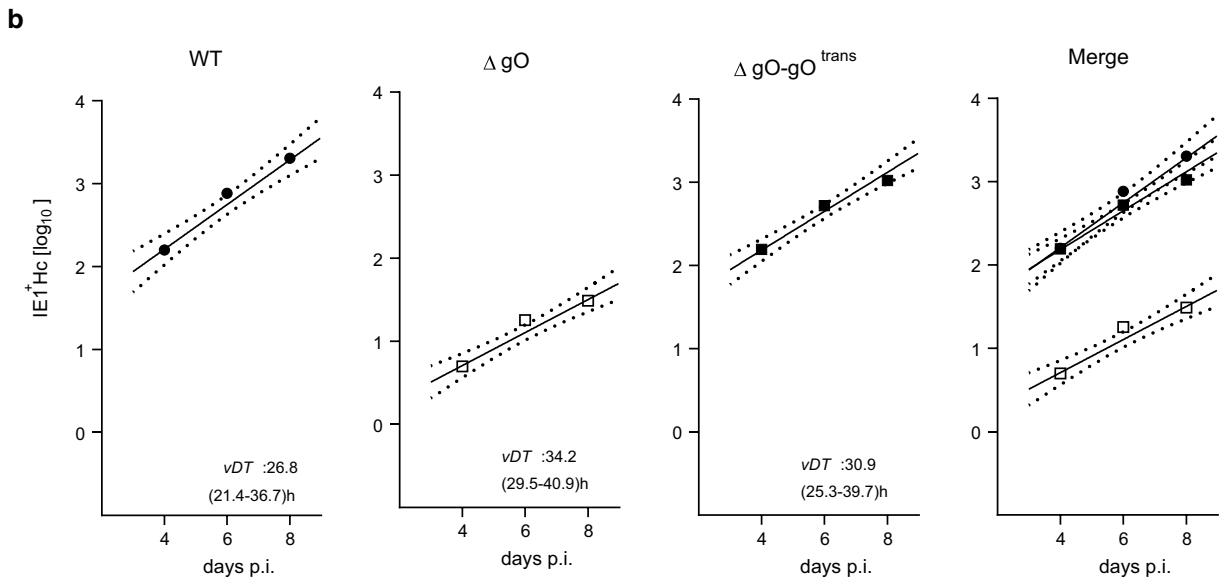 b
WT
Δ gO
Δ gO-gO trans
Merge
IE1+Hc [log10]
4
3
2
1
0
4
6
8
days p.i.
vDT :26.8
(21.4-36.7)h
4
3
2
1
0
4
6
8
days p.i.
vDT :34.2
(29.5-40.9)h
4
3
2
1
0
4
6
8
days p.i.
vDT :30.9
(25.3-39.7)h
4
3
2
1
0
4
6
8
days p.i.